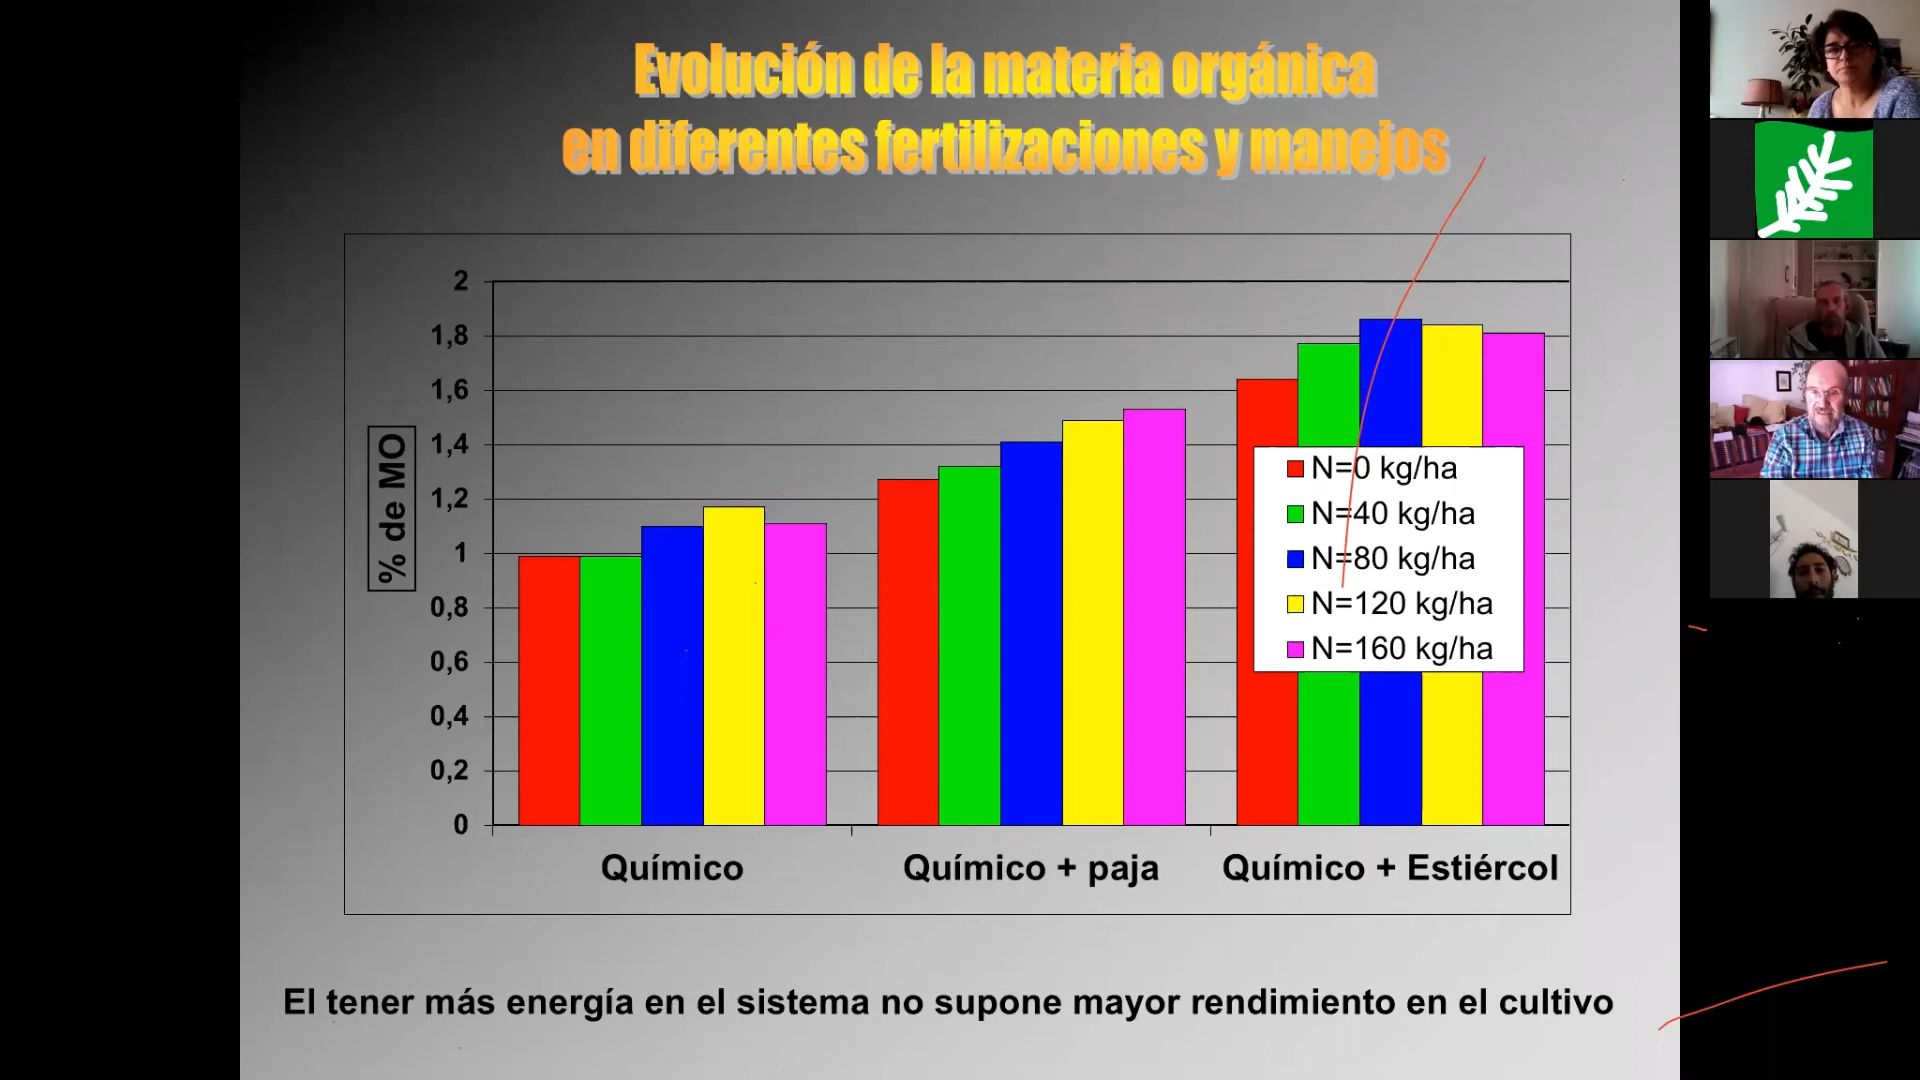 Evolución de la materia orgánica
en diferentes fertilizaciones y manejos
2
1,8
1,6
1,4
1,2
1
0,8
0,6
0,4
0,2
0
% de MO
N=0 kg/ha
N=40 kg/ha
N=80 kg/ha
N=120 kg/ha
N=160 kg/ha
Químico
Químico + paja
Químico + Estiércol
El tener más energía en el sistema no supone mayor rendimiento en el cultivo